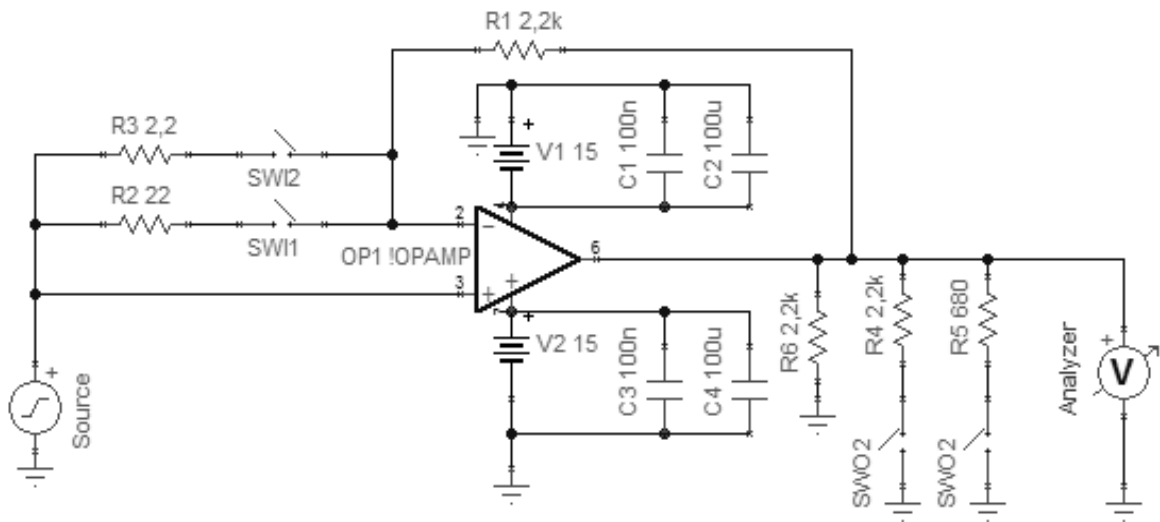 R1 2,2k
R3 2,2
SWI2
R2 22
SWI1
+
V1 15
C1 100n
C2 100u
2
−
OP1 !OPAMP
6
3
+
+
+
V2 15
C3 100n
C4 100u
R6 2,2k
R4 2,2k
R5 680
SWO2
SWO2
+
Source
Analyzer
+
V